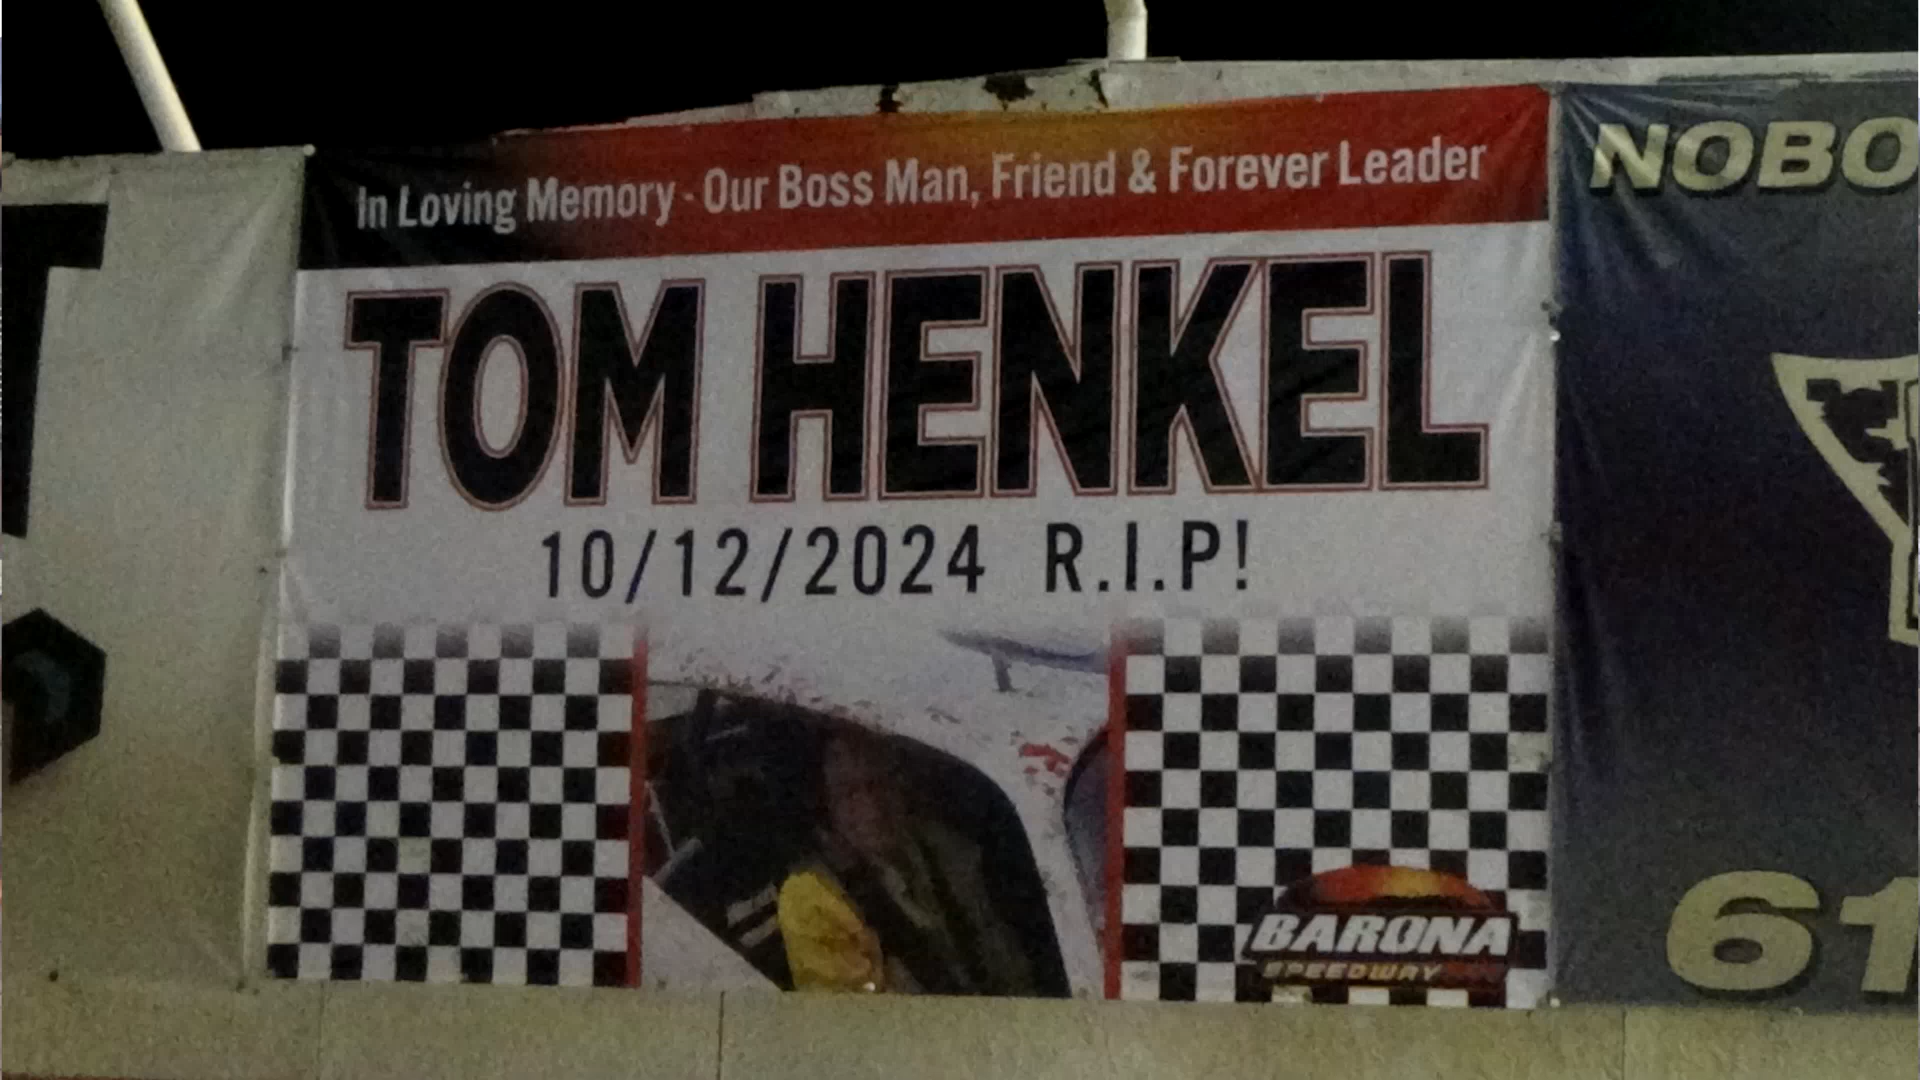 In Loving Memory - Our Boss Man, Friend & Forever Leader
TOM HENKEL
10/12/2024 R.I.P!
BARONA
SPEEDWAY
NOBO
61